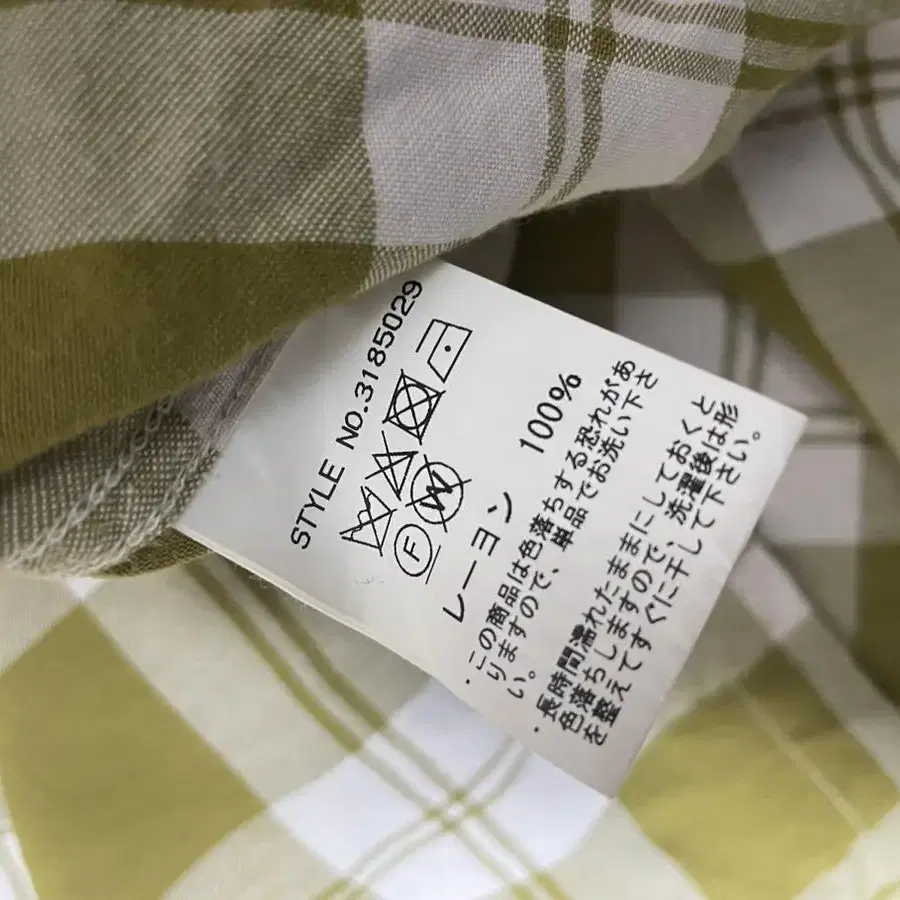 STYLE No.3185029
F
W
レーヨン 100%
・この商品は色落ちする恐れがあ
りますので、単品でお洗い下さ
い。
・長時間濡れたままにしておくと
色落ちしますので、洗濯後は形
を整えてすぐに干して下さい。